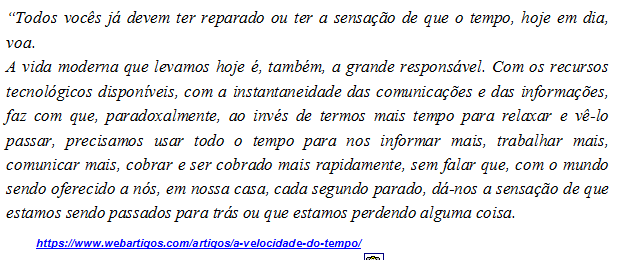 “Todos vocês já devem ter reparado ou ter a sensação de que o tempo, hoje em dia,
voa.
A vida moderna que levamos hoje é, também, a grande responsável. Com os recursos
tecnológicos disponíveis, com a instantaneidade das comunicações e das informações,
faz com que, paradoxalmente, ao invés de termos mais tempo para relaxar e vê-lo
passar, precisamos usar todo o tempo para nos informar mais, trabalhar mais,
comunicar mais, cobrar e ser cobrado mais rapidamente, sem falar que, com o mundo
sendo oferecido a nós, em nossa casa, cada segundo parado, dá-nos a sensação de que
estamos sendo passados para trás ou que estamos perdendo alguma coisa.
https://www.webartigos.com/artigos/a-velocidade-do-tempo/